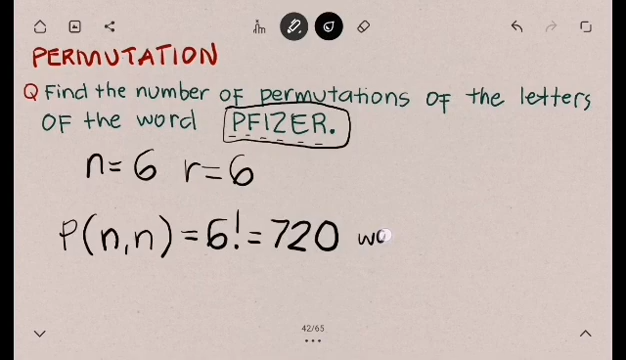 PERMUTATION
Q Find the number of permutations of the letters
of the word PFIZER.
n=6 r=6
P(n,n) = 6! = 720 wo
42/65